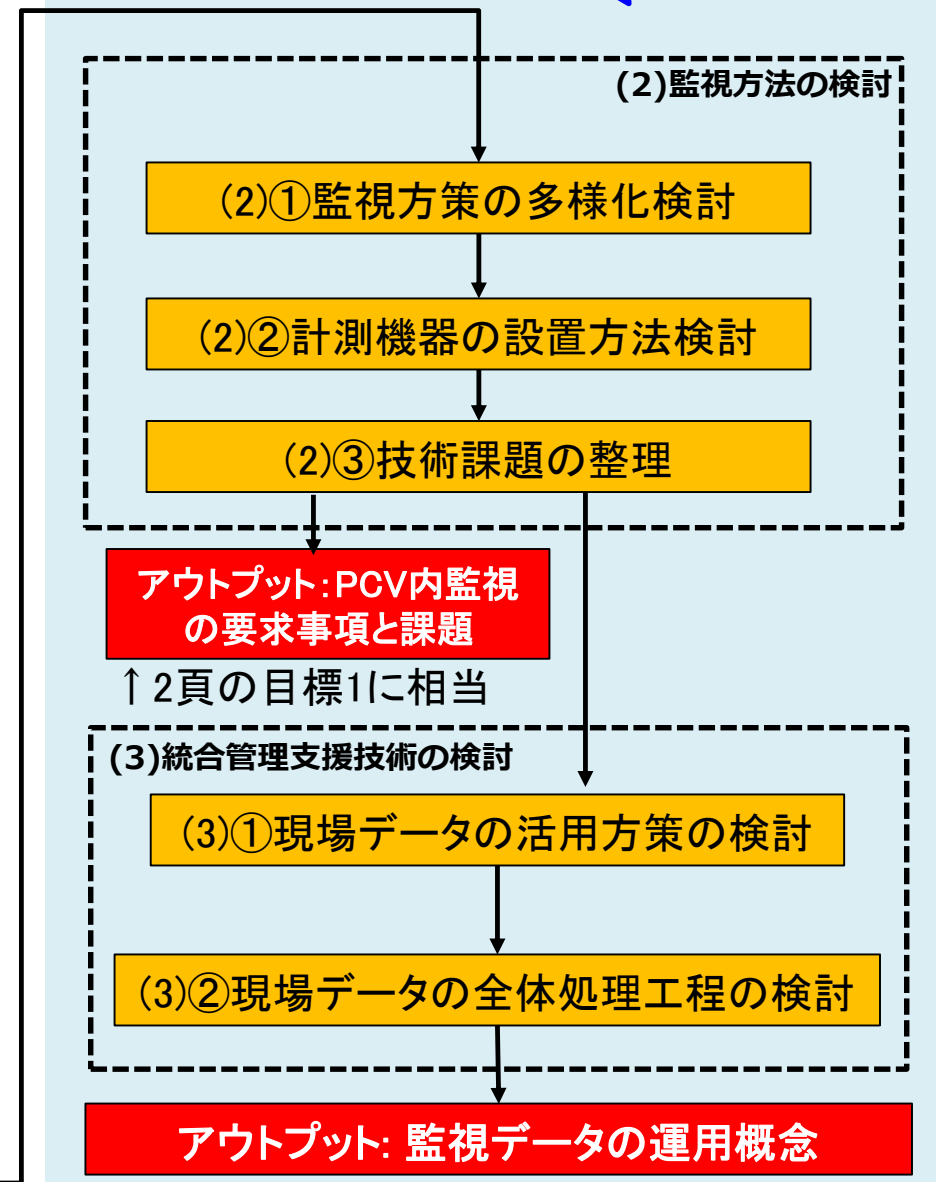 (2)監視方法の検討
(2)①監視方策の多様化検討
(2)②計測機器の設置方法検討
(2)③技術課題の整理
アウトプット:PCV内監視
の要求事項と課題
↑2頁の目標1に相当
(3)統合管理支援技術の検討
(3)①現場データの活用方策の検討
(3)②現場データの全体処理工程の検討
アウトプット: 監視データの運用概念